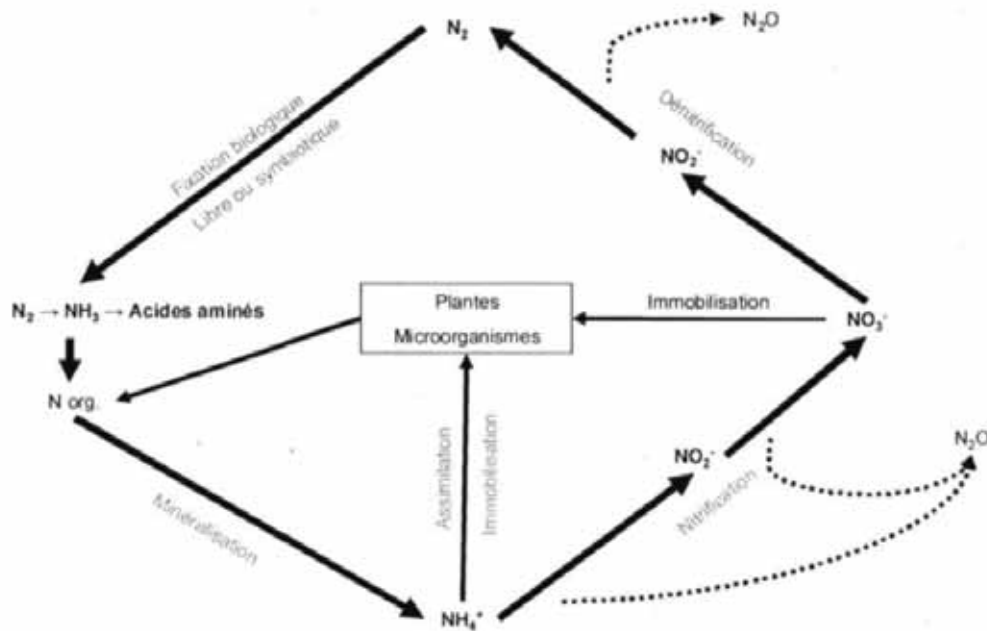 N₂
N₂O
Fixation biologique
Libre ou symbiotique
Dénitrification
NO₂⁻
N₂ → NH₃ → Acides aminés
Plantes
Microorganismes
Immobilisation
NO₃⁻
N org.
Assimilation
Immobilisation
NO₂⁻
Nitrification
N₂O
Minéralisation
NH₄⁺